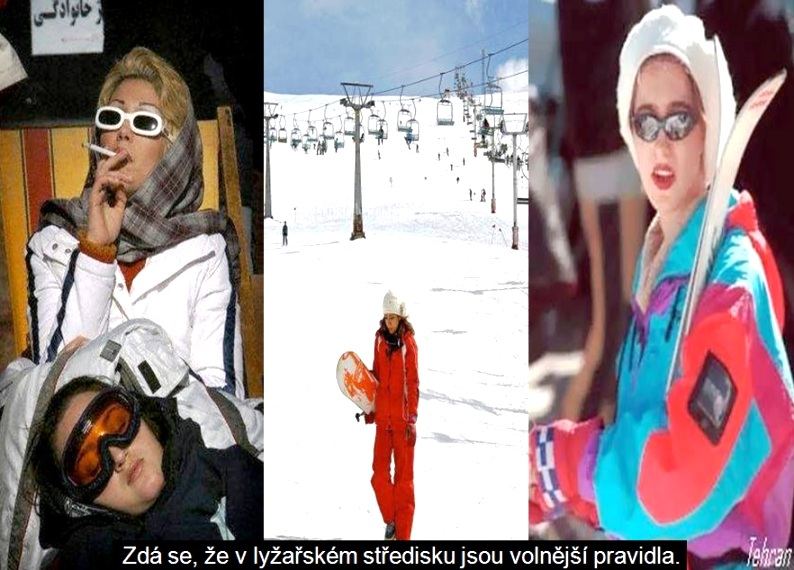 ز خانوادگی
Zdá se, že v lyžařském středisku jsou volnější pravidla.
Tehran